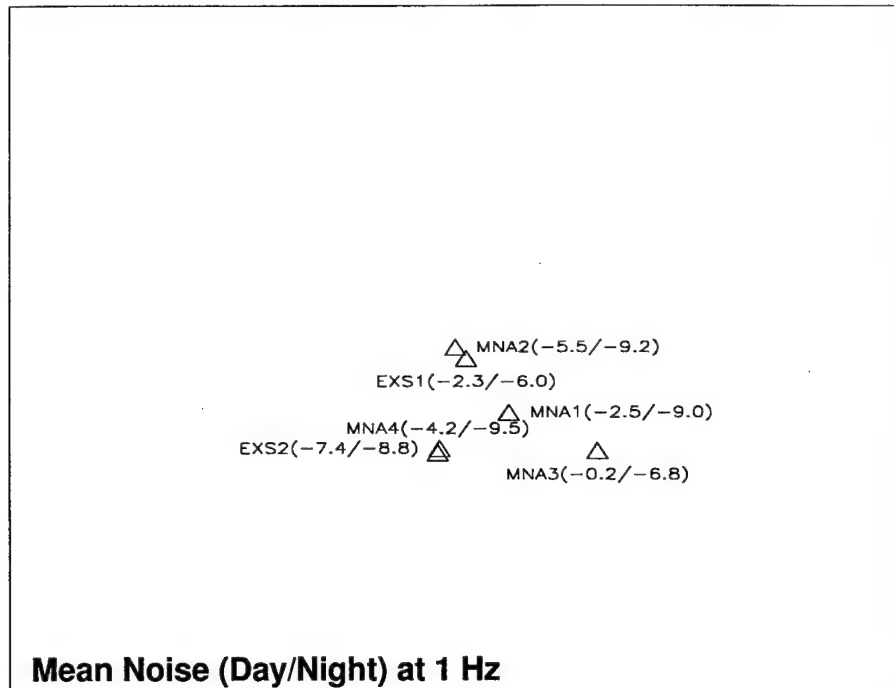 MNA2(−5.5/−9.2)
EXS1(−2.3/−6.0)
MNA1(−2.5/−9.0)
MNA4(−4.2/−9.5)
EXS2(−7.4/−8.8)
MNA3(−0.2/−6.8)
Mean Noise (Day/Night) at 1 Hz